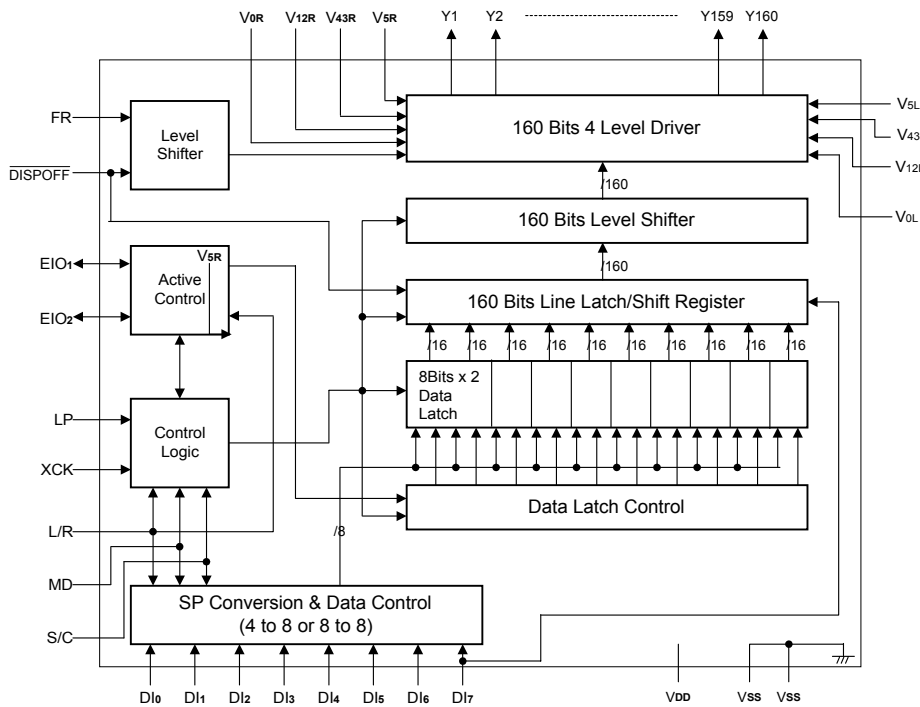 V0R V12R V43R V5R Y1 Y2 Y159 Y160
FR
Level
Shifter
DISPOFF
160 Bits 4 Level Driver
V5L
V43
V12
V0L
/160
160 Bits Level Shifter
/160
EIO1
EIO2
Active
Control
V5R
160 Bits Line Latch/Shift Register
/16 /16 /16 /16 /16 /16 /16 /16 /16 /16
8Bits x 2
Data
Latch
LP
XCK
Control
Logic
Data Latch Control
L/R
/8
MD
S/C
SP Conversion & Data Control
(4 to 8 or 8 to 8)
DI0 DI1 DI2 DI3 DI4 DI5 DI6 DI7 VDD VSS VSS